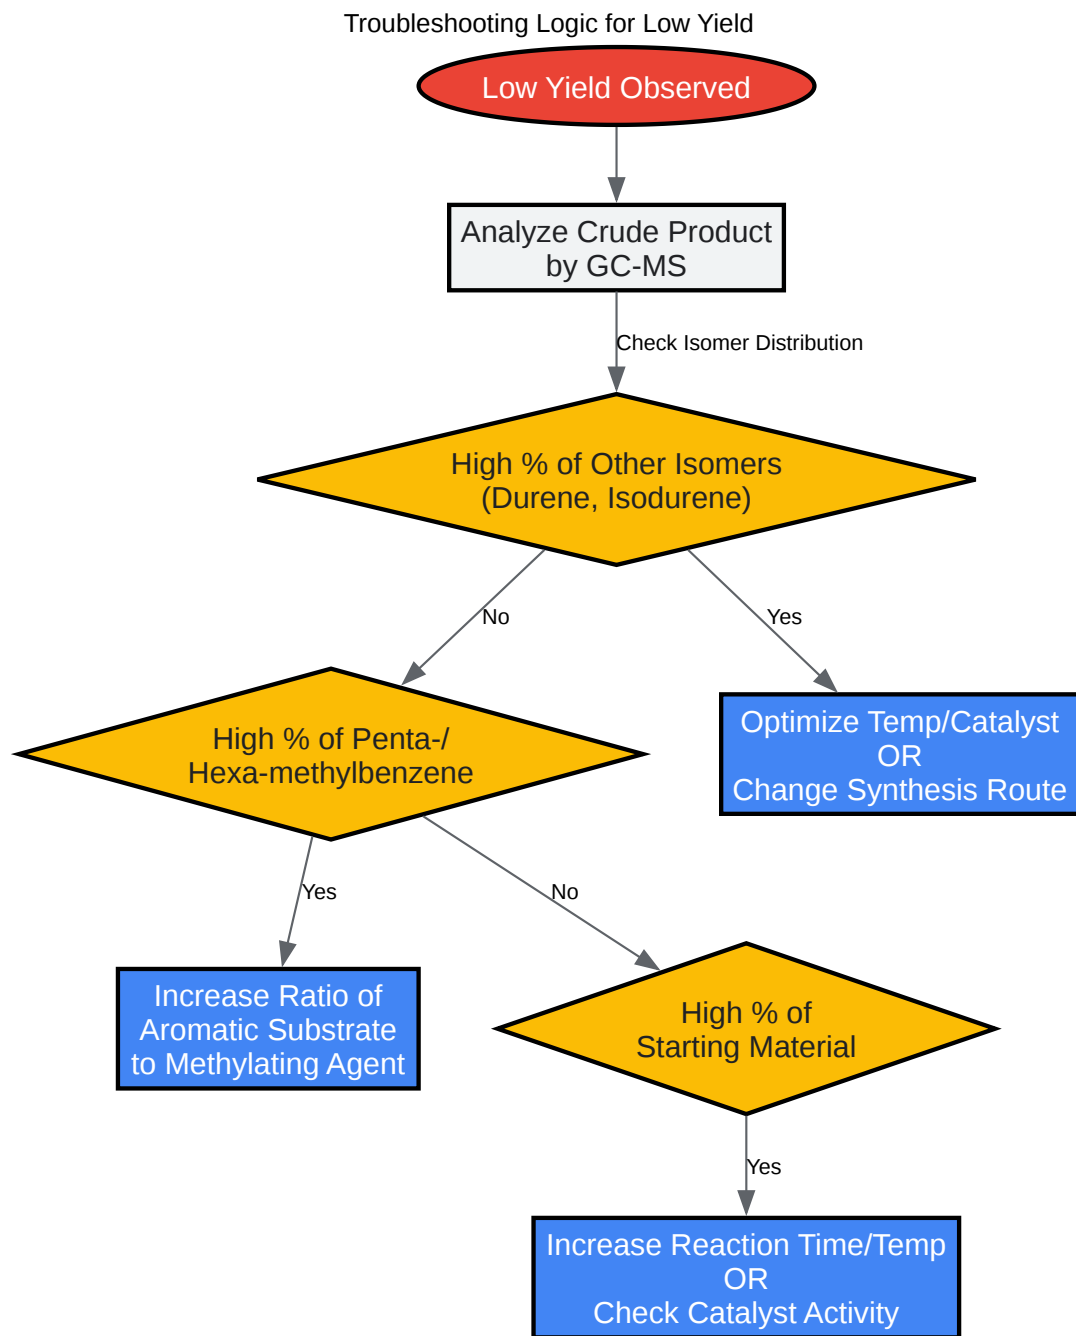 Troubleshooting Logic for Low Yield
Low Yield Observed
Analyze Crude Product
by GC-MS
Check Isomer Distribution
High % of Other Isomers
(Durene, Isodurene)
No
Yes
High % of Penta-/
Hexa-methylbenzene
Optimize Temp/Catalyst
OR
Change Synthesis Route
Yes
No
Increase Ratio of
Aromatic Substrate
to Methylating Agent
High % of
Starting Material
Yes
Increase Reaction Time/Temp
OR
Check Catalyst Activity